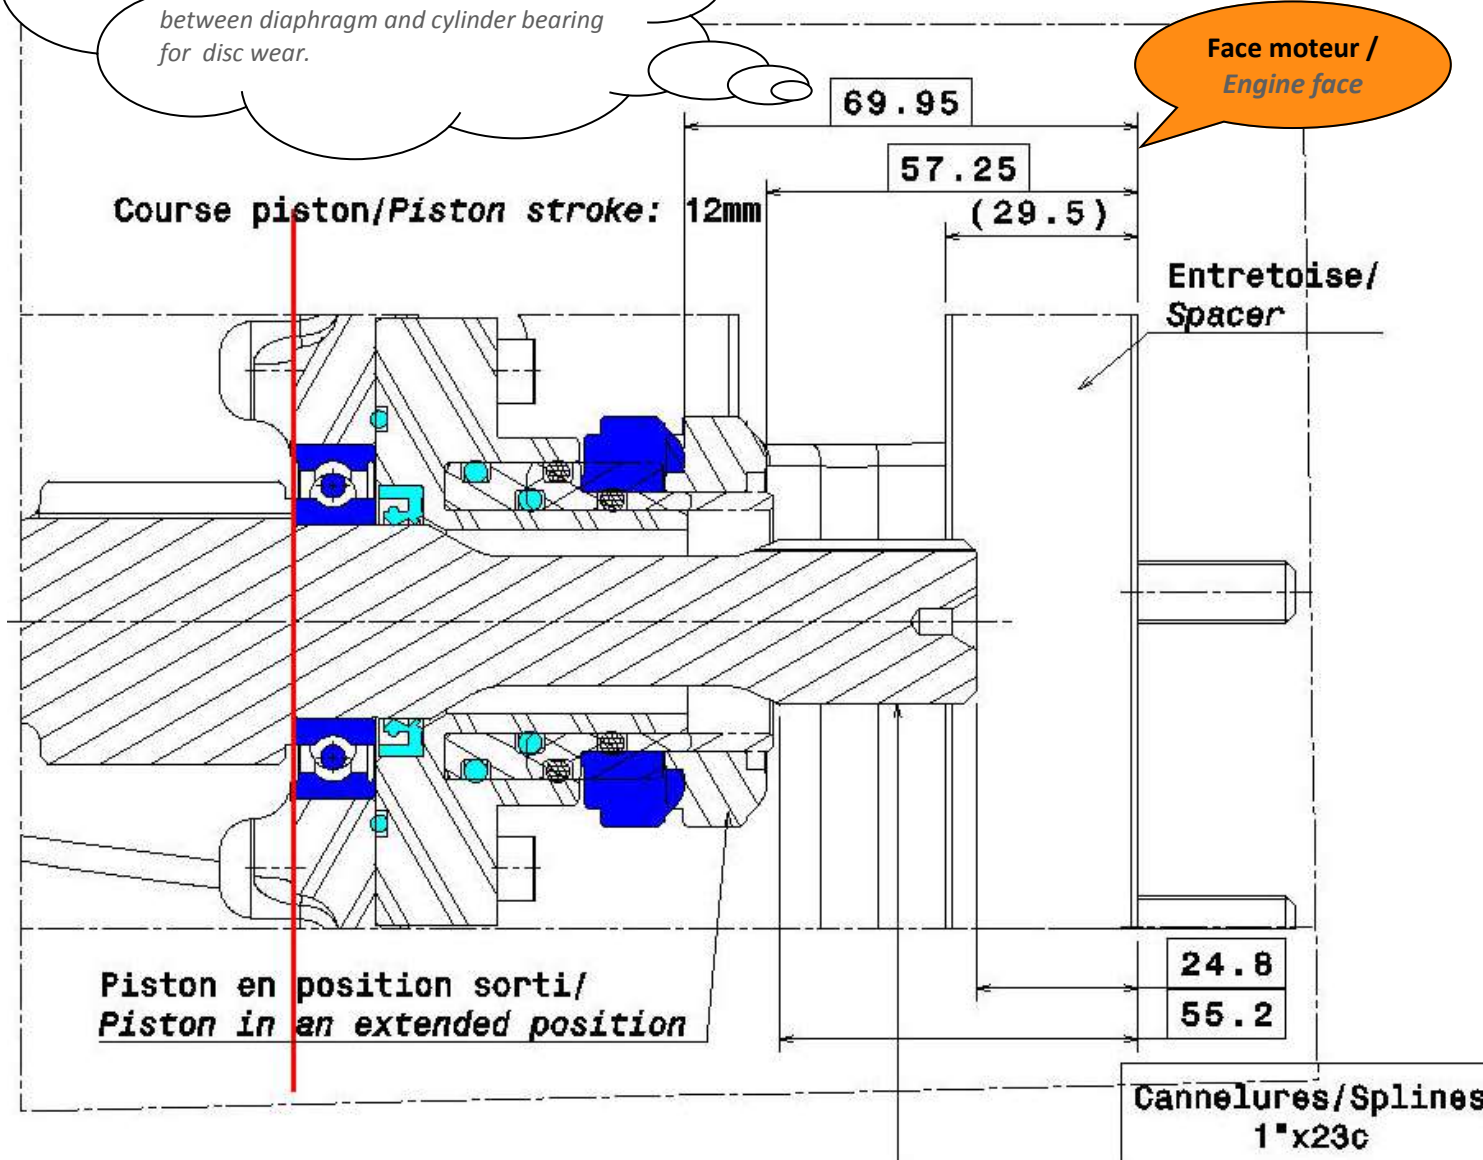 between diaphragm and cylinder bearing
for disc wear.
Face moteur /
Engine face
69.95
57.25
Course piston/Piston stroke: 12mm
(29.5)
Entretoise/
Spacer
Piston en position sorti/
Piston in an extended position
24.8
55.2
Cannelures/Splines
1"x23c